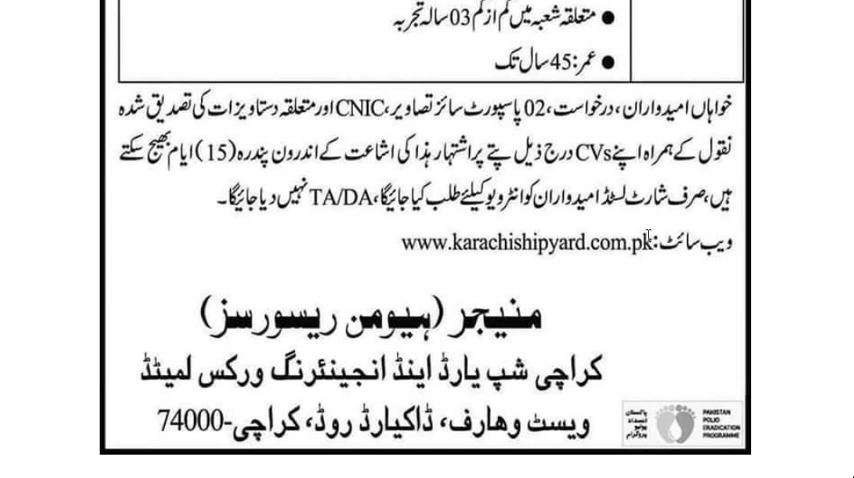 ● متعلقہ شعبہ میں کم از کم 03 سالہ تجربہ
● عمر: 45 سال تک
خواہاں امیدواران، درخواست، 02 پاسپورٹ سائز تصاویر، CNIC اور متعلقہ دستاویزات کی تصدیق شدہ
نقول کے ہمراہ اپنے CVs درج ذیل پتے پر اشتہار ہذا کی اشاعت کے اندرون پندرہ (15) ایام بھیج سکتے
ہیں، صرف شارٹ لسٹڈ امیدواران کو انٹرویو کیلئے طلب کیا جائیگا، TA/DA نہیں دیا جائیگا۔
ویب سائٹ: www.karachishipyard.com.pk
منیجر (ہیومن ریسورسز)
کراچی شپ یارڈ اینڈ انجینئرنگ ورکس لمیٹڈ
ویسٹ وھارف، ڈاکیارڈ روڈ، کراچی-74000
پاکستان
انسداد
پولیو
پروگرام
PAKISTAN
POLIO
ERADICATION
PROGRAMME